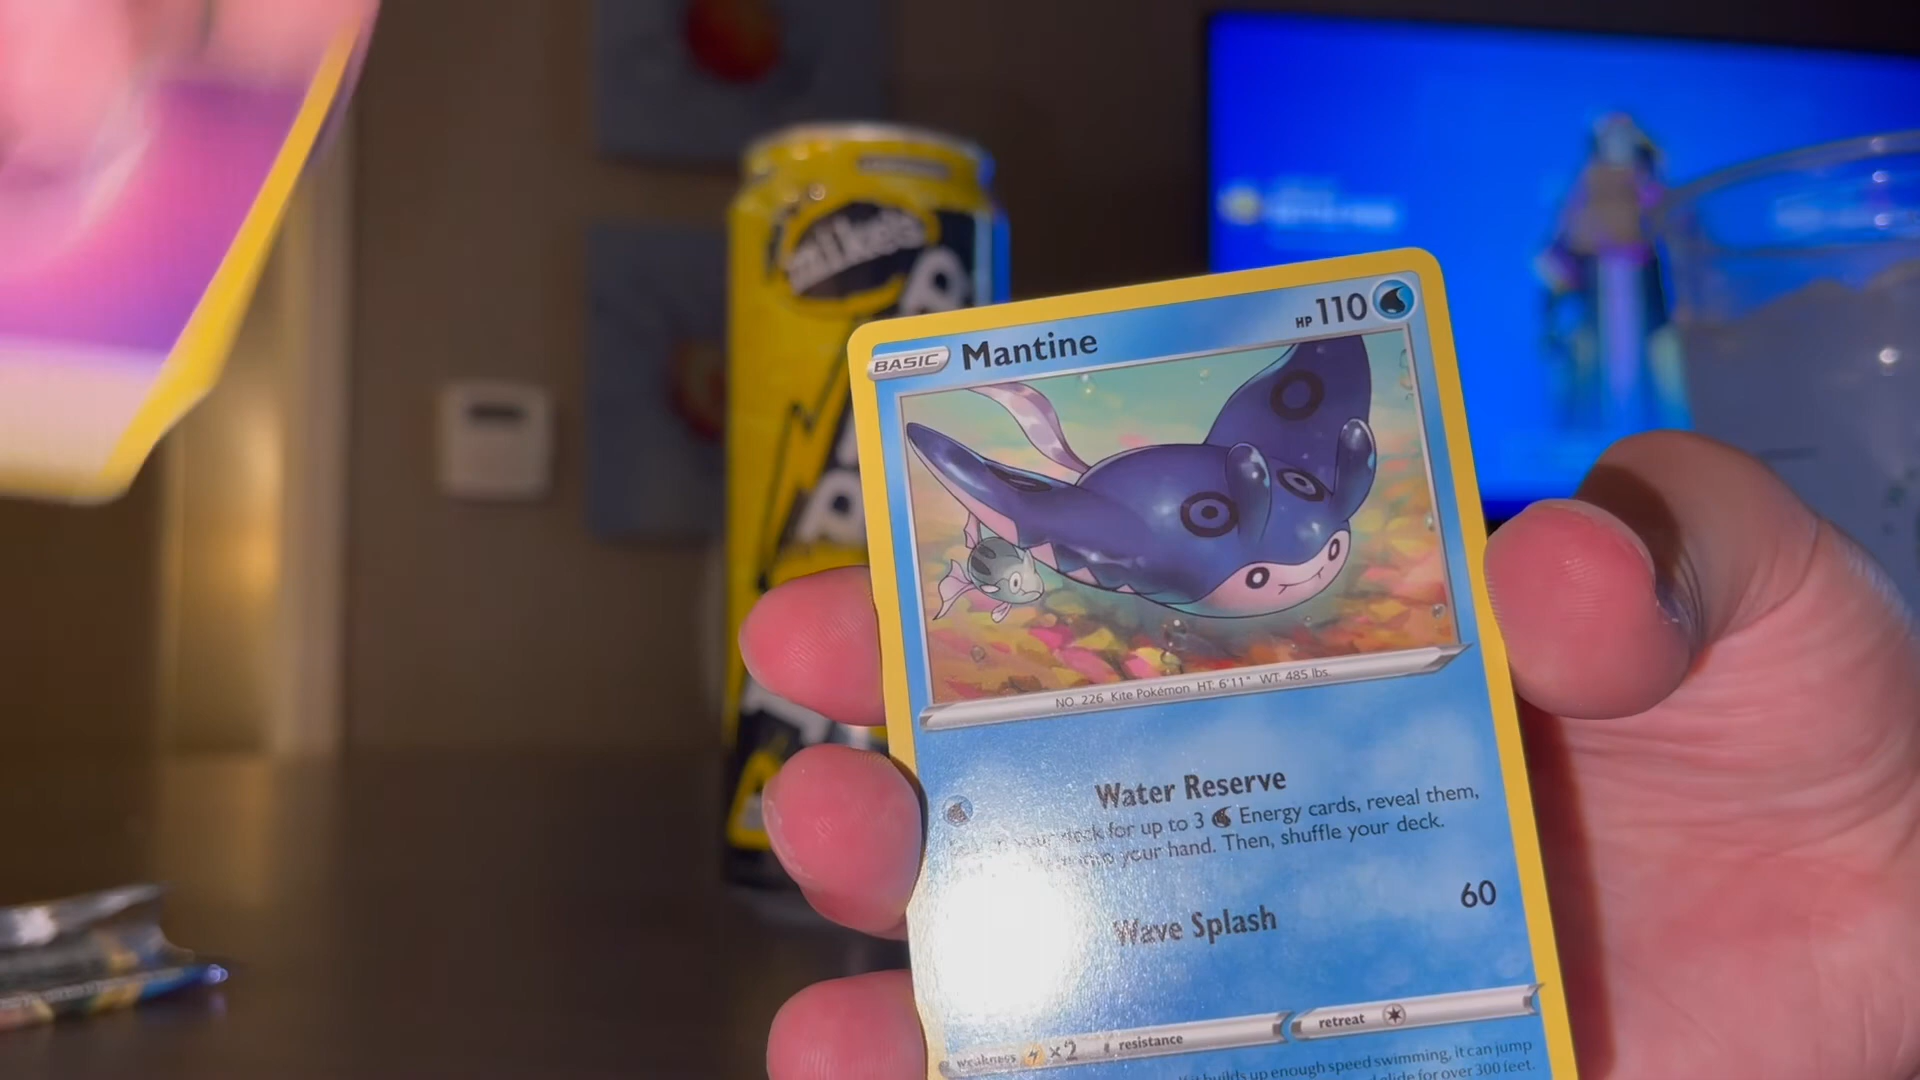 mike's
BASIC Mantine HP 110
NO. 226 Kite Pokémon HT: 6'11" WT: 485 lbs.
Water Reserve
deck for up to 3 Energy cards, reveal them,
your hand. Then, shuffle your deck.
Wave Splash 60
weakness ×2 resistance retreat
builds up enough speed swimming, it can jump
glide for over 300 feet.